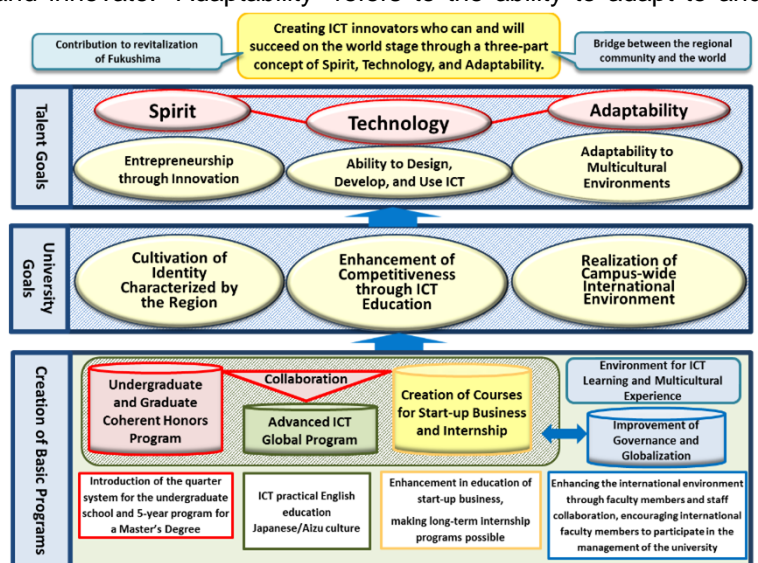 and innovate. "Adaptability" refers to the ability to adapt to and
Creating ICT innovators who can and will
succeed on the world stage through a three-part
concept of Spirit, Technology, and Adaptability.
Contribution to revitalization
of Fukushima
Bridge between the regional
community and the world
Talent Goals
Spirit
Technology
Adaptability
Entrepreneurship
through Innovation
Ability to Design,
Develop, and Use ICT
Adaptability to
Multicultural
Environments
University
Goals
Cultivation of
Identity
Characterized by
the Region
Enhancement of
Competitiveness
through ICT
Education
Realization of
Campus-wide
International
Environment
Creation of Basic Programs
Undergraduate
and Graduate
Coherent Honors
Program
Collaboration
Advanced ICT
Global Program
Creation of Courses
for Start-up Business
and Internship
Environment for ICT
Learning and Multicultural
Experience
Improvement of
Governance and
Globalization
Introduction of the quarter
system for the undergraduate
school and 5-year program for
a Master's Degree
ICT practical English
education
Japanese/Aizu culture
Enhancement in education of
start-up business,
making long-term internship
programs possible
Enhancing the international environment
through faculty members and staff
collaboration, encouraging international
faculty members to participate in the
management of the university